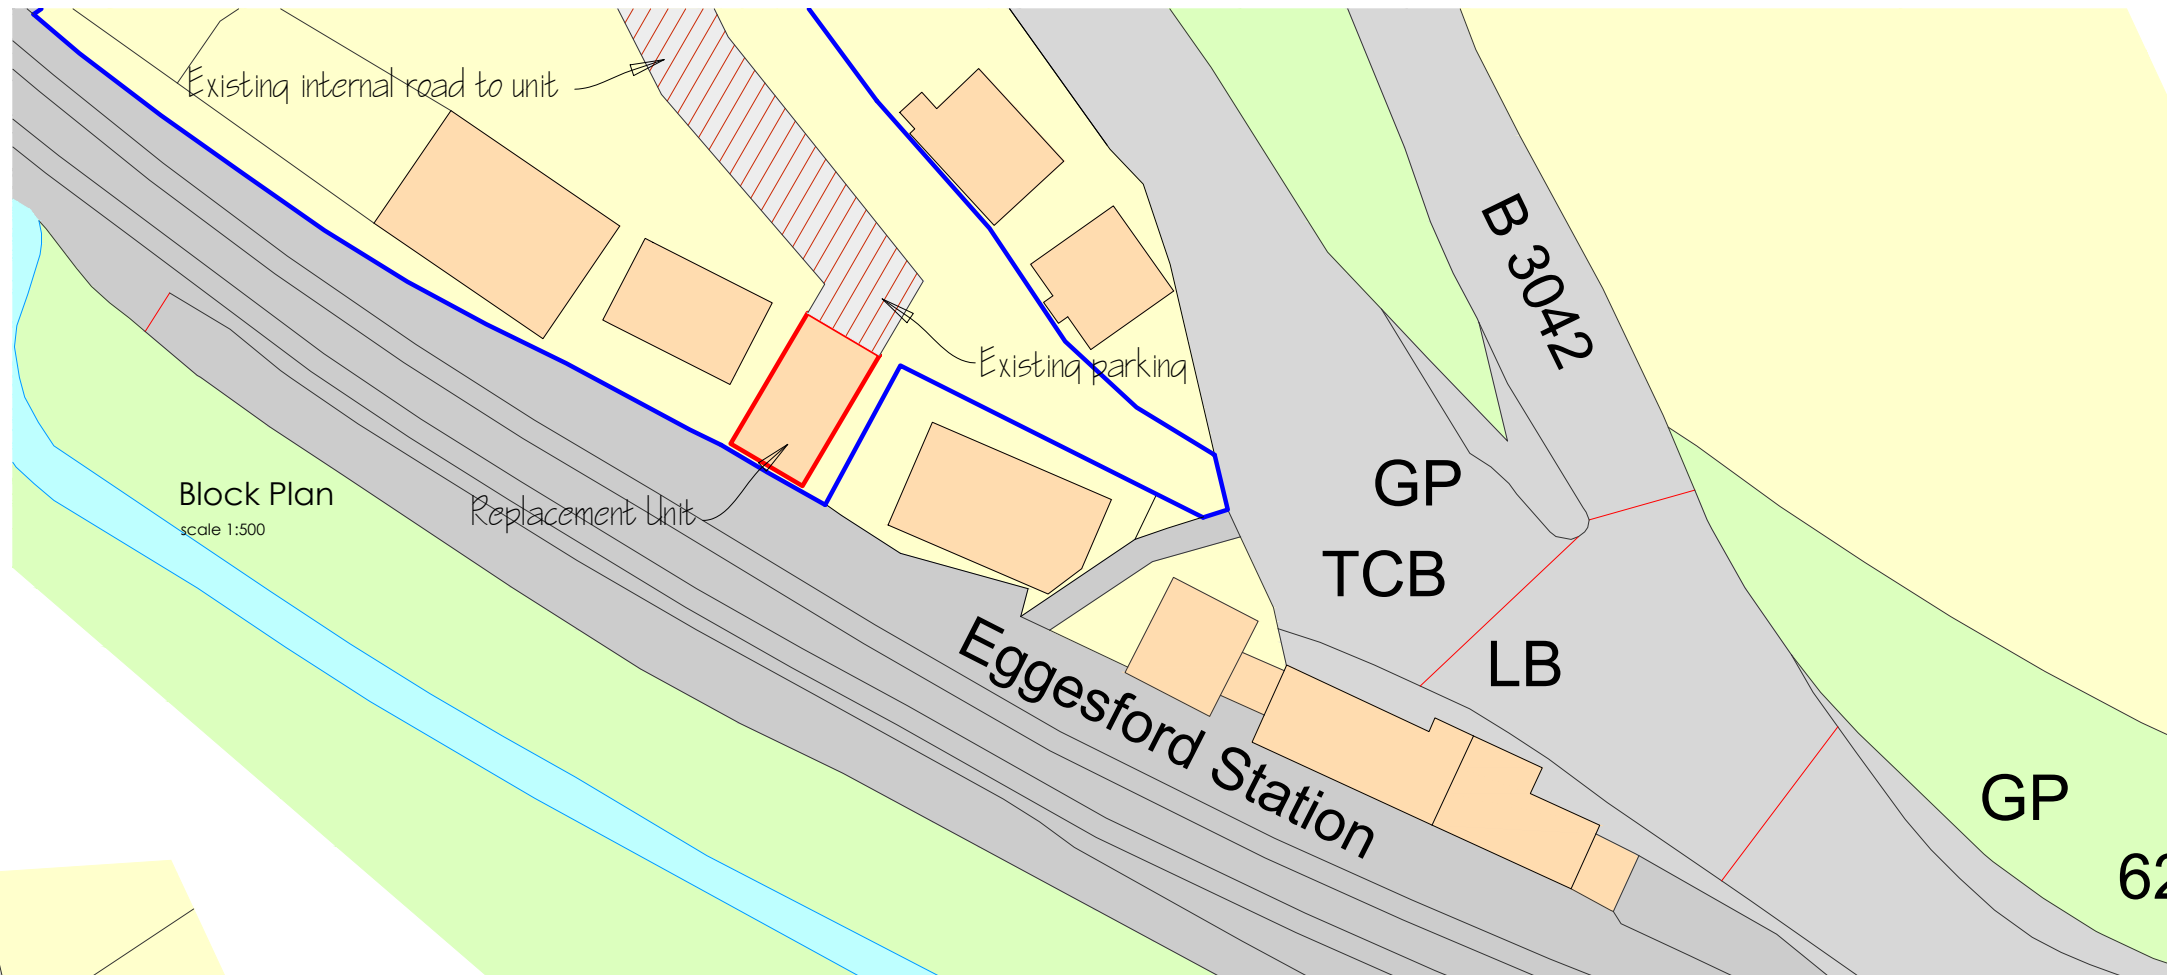 Existing internal road to unit
B 3042
Existing parking
GP
Block Plan
Replacement Unit
scale 1:500
TCB
LB
Eggesford Station
GP
62